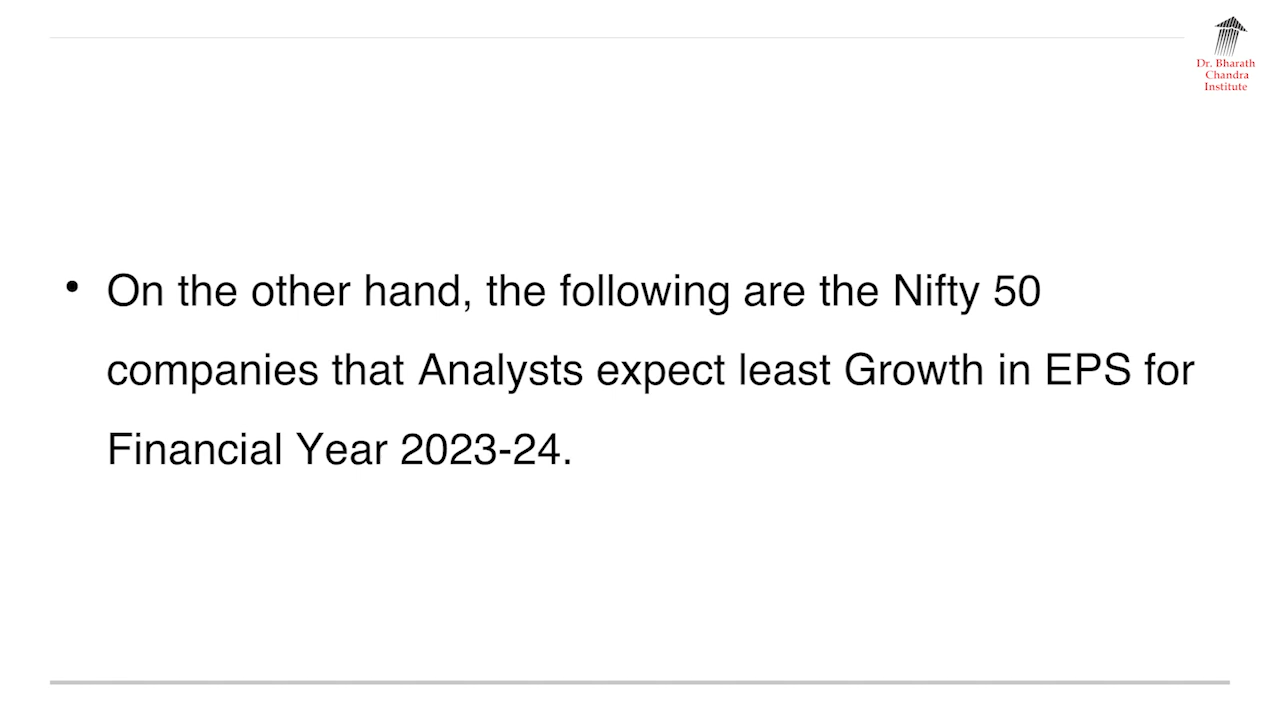 Dr. Bharath
Chandra
Institute
• On the other hand, the following are the Nifty 50
companies that Analysts expect least Growth in EPS for
Financial Year 2023-24.